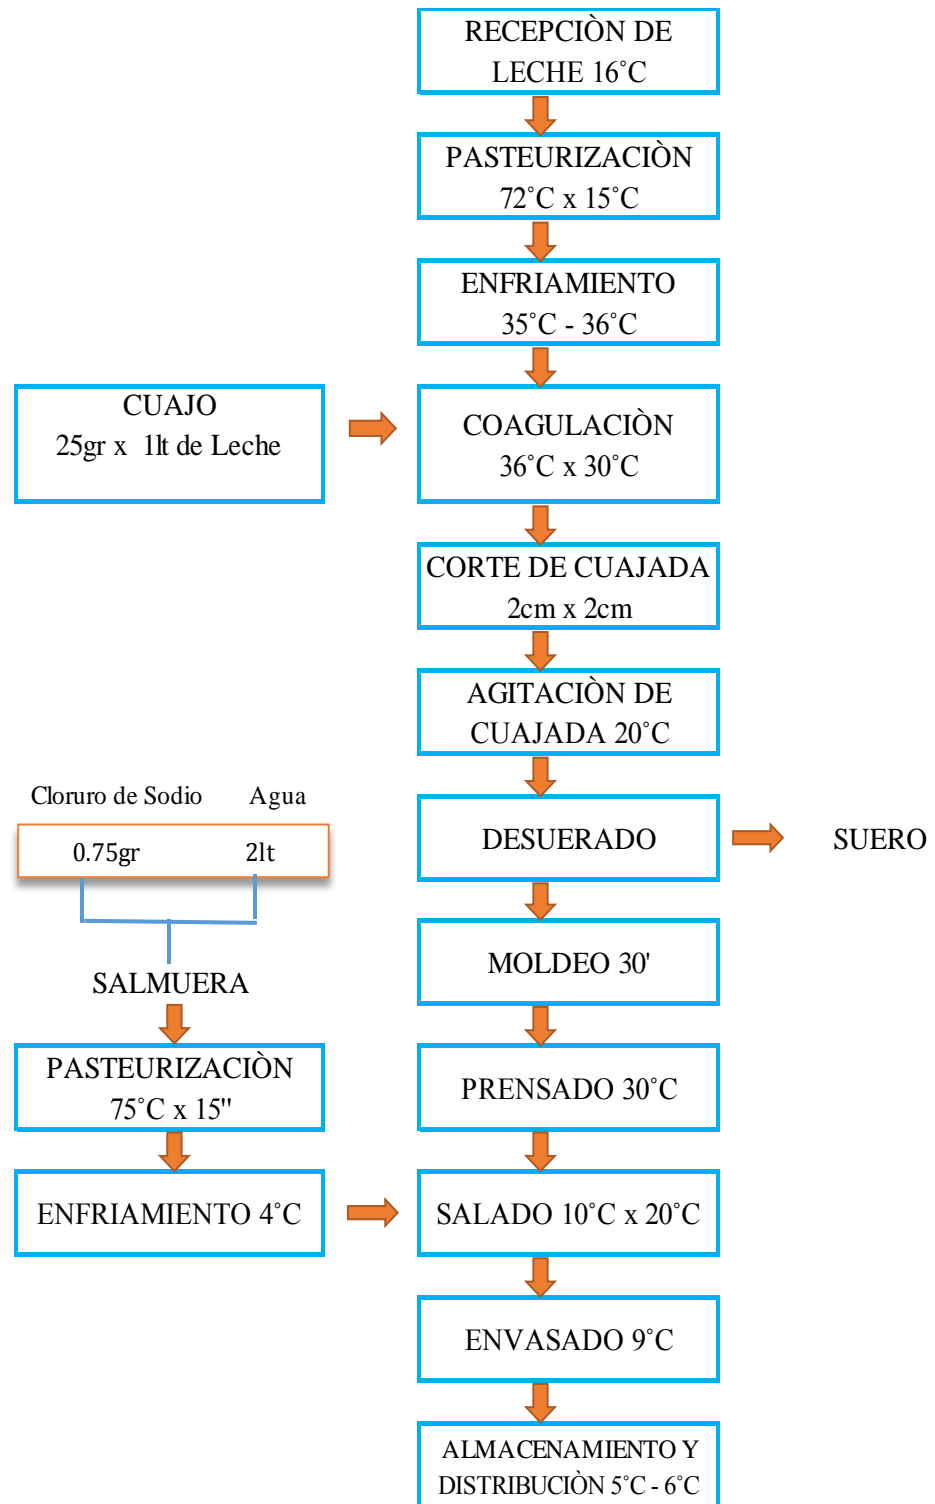 RECEPCIÒN DE
LECHE 16˚C
PASTEURIZACIÒN
72˚C x 15˚C
ENFRIAMIENTO
35˚C - 36˚C
CUAJO
25gr x 1lt de Leche
COAGULACIÒN
36˚C x 30˚C
CORTE DE CUAJADA
2cm x 2cm
AGITACIÒN DE
CUAJADA 20˚C
Cloruro de Sodio Agua
0.75gr 2lt
DESUERADO
SUERO
SALMUERA
MOLDEO 30'
PASTEURIZACIÒN
75˚C x 15''
PRENSADO 30˚C
ENFRIAMIENTO 4˚C
SALADO 10˚C x 20˚C
ENVASADO 9˚C
ALMACENAMIENTO Y
DISTRIBUCIÒN 5˚C - 6˚C